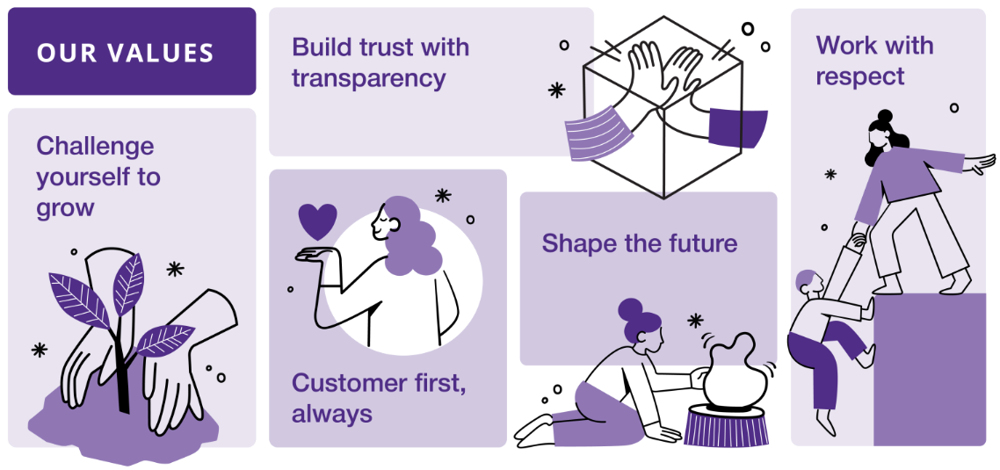 OUR VALUES
Challenge
yourself to
grow
Build trust with
transparency
Customer first,
always
Shape the future
Work with
respect